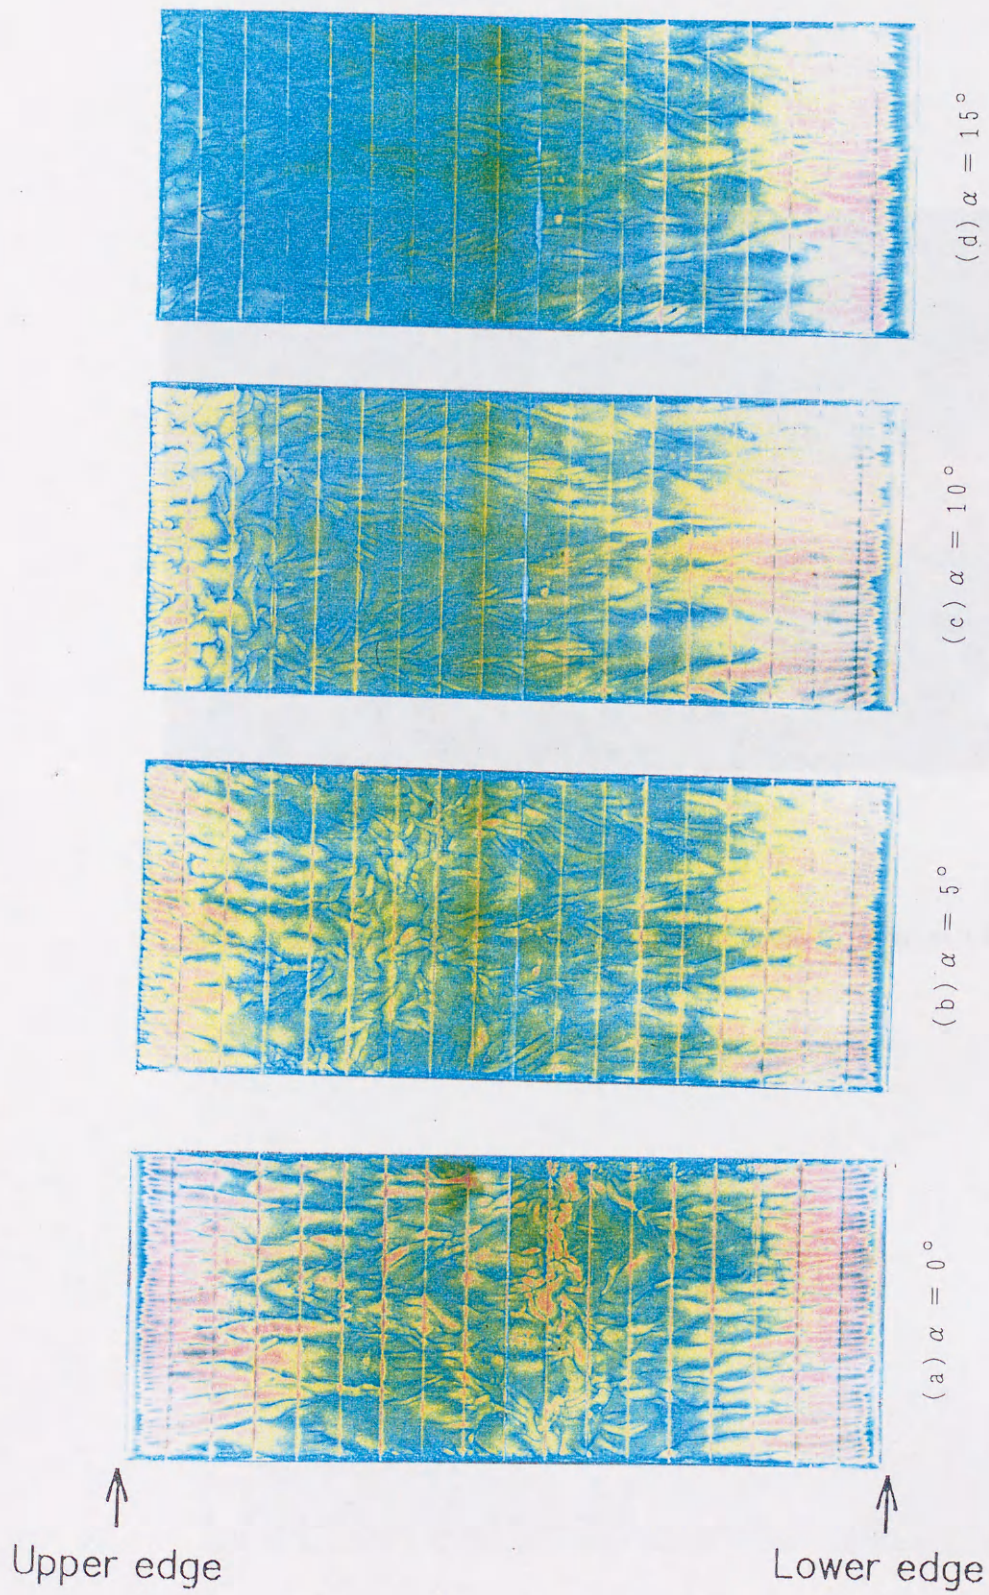 (d) α = 15°
(c) α = 10°
(b) α = 5°
(a) α = 0°
Upper edge
Lower edge